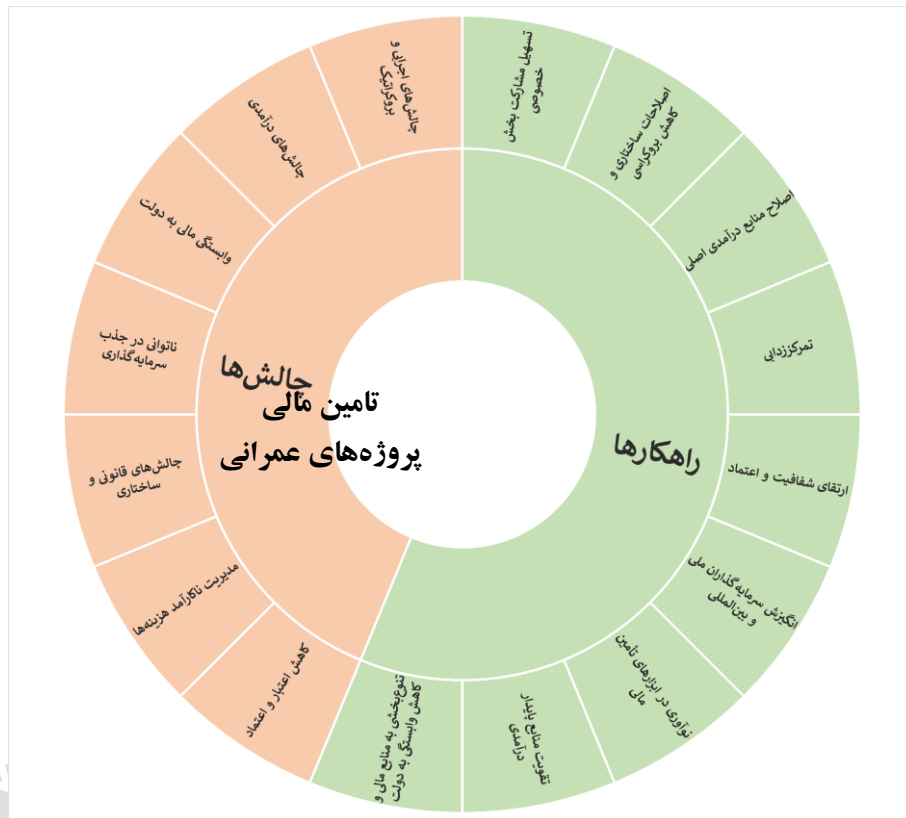 تامین مالی
پروژه‌های عمرانی
راهکارها
تسهیل مشارکت بخش
خصوصی
اصلاحات ساختاری و
کاهش بروکراسی
اصلاح منابع درآمدی اصلی
تمرکززدایی
ارتقای شفافیت و اعتماد
انگیزش سرمایه‌گذاران ملی
و بین‌المللی
نوآوری در ابزارهای تامین
مالی
تقویت منابع پایدار
درآمدی
تنوع‌بخشی به منابع مالی و
کاهش وابستگی به دولت
چالش‌ها
کاهش اعتبار و اعتماد
مدیریت ناکارآمد هزینه‌ها
چالش‌های قانونی و
ساختاری
ناتوانی در جذب
سرمایه‌گذاری
وابستگی مالی به دولت
چالش‌های درآمدی
چالش‌های اجرایی و
بروکراتیک